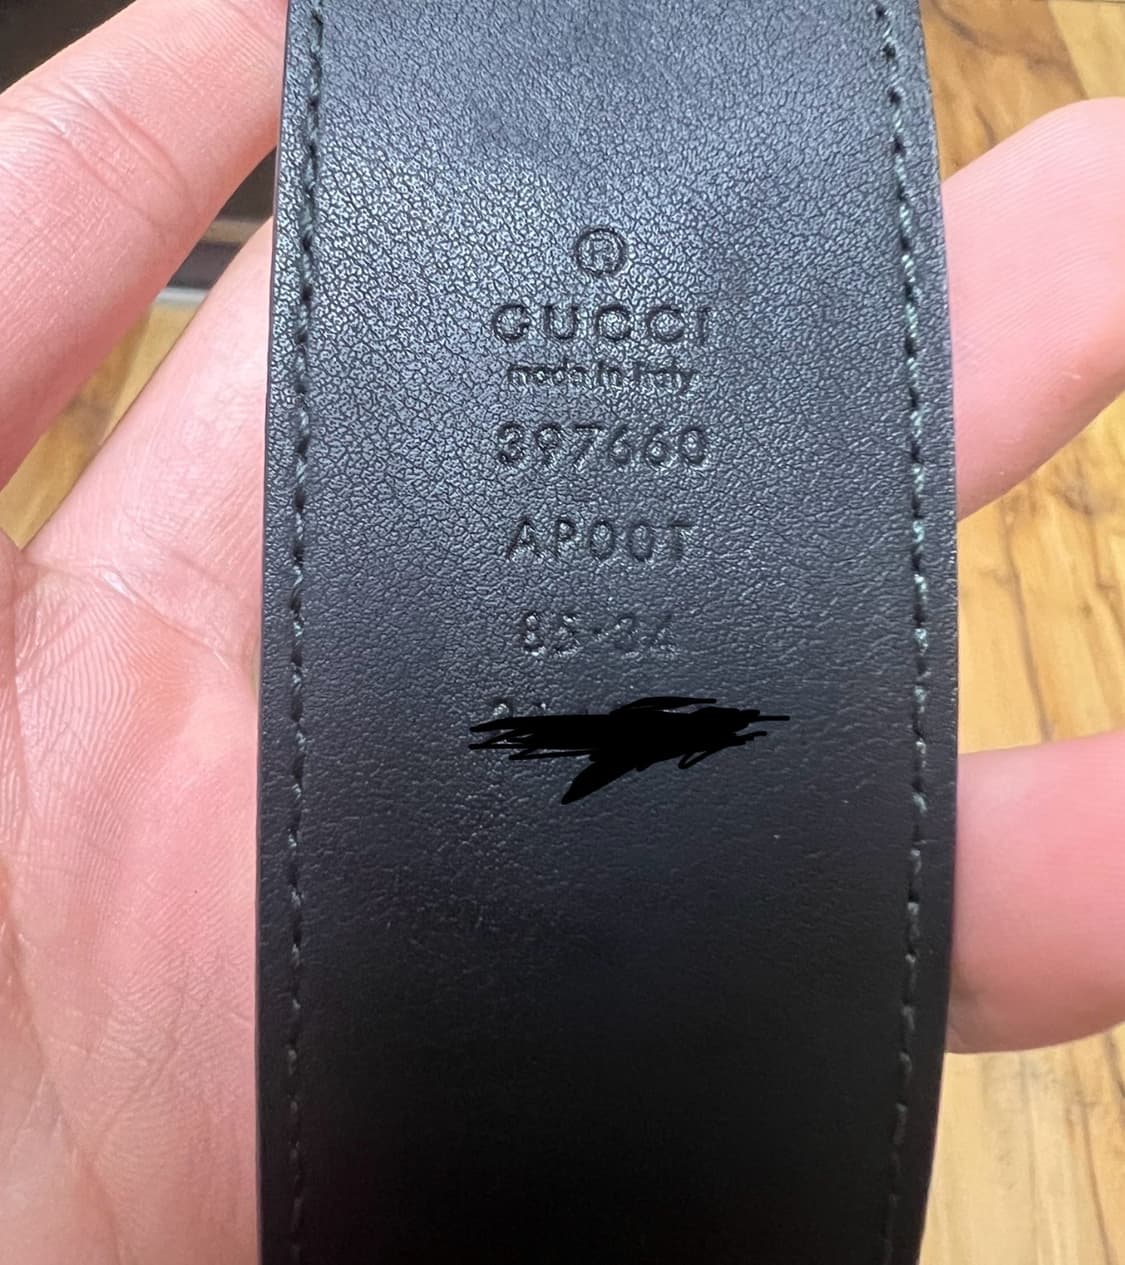 ®
GUCCI
made in Italy
397660
AP00T
85·34